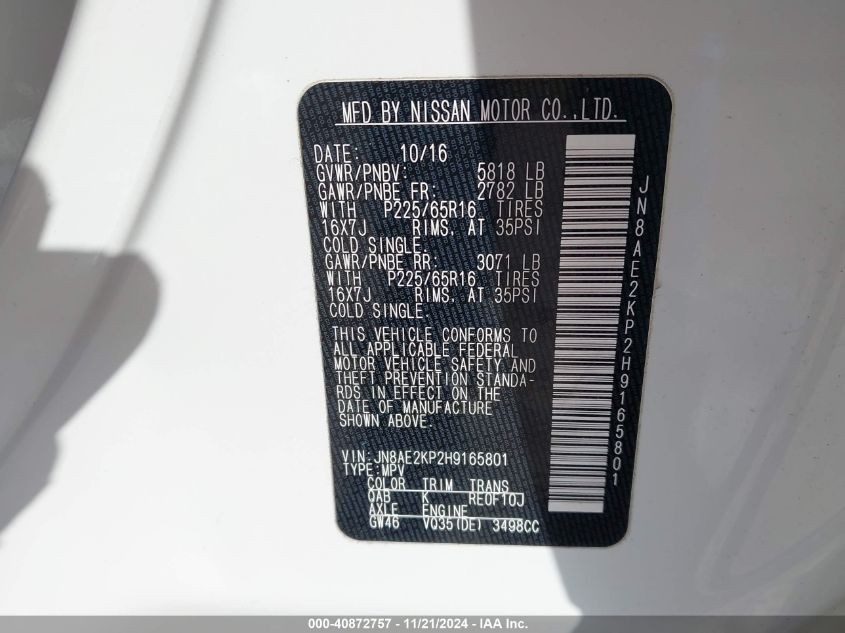 MFD BY NISSAN MOTOR CO.,LTD.
DATE: 10/16
GVWR/PNBV: 5818 LB
GAWR/PNBE FR: 2782 LB
WITH P225/65R16 TIRES
16X7J RIMS, AT 35PSI
COLD SINGLE.
GAWR/PNBE RR: 3071 LB
WITH P225/65R16 TIRES
16X7J RIMS, AT 35PSI
COLD SINGLE.
THIS VEHICLE CONFORMS TO
ALL APPLICABLE FEDERAL
MOTOR VEHICLE SAFETY AND
THEFT PREVENTION STANDA-
RDS IN EFFECT ON THE
DATE OF MANUFACTURE
SHOWN ABOVE.
VIN:JN8AE2KP2H9165801
TYPE:MPV
COLOR TRIM TRANS
QAB K RE0F10J
AXLE ENGINE
GW46 VQ35(DE) 3498CC
JN8AE2KP2H9165801
000-40872757 - 11/21/2024 - IAA Inc.